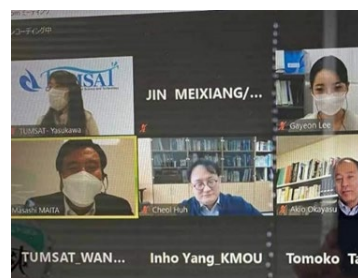 TUMSAT
JIN MEIXIANG/...
TUMSAT- Yasukawa
Gayeon Lee
Masashi MAITA
Cheol Huh
Akio Okayasu
TUMSAT_WAN...
Inho Yang_KMOU
Tomoko Ta